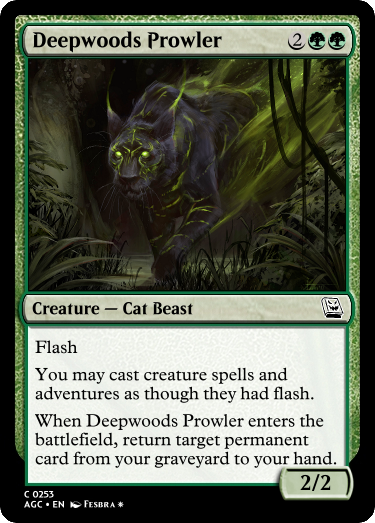 Deepwoods Prowler 2
Creature — Cat Beast
Flash
You may cast creature spells and
adventures as though they had flash.
When Deepwoods Prowler enters the
battlefield, return target permanent
card from your graveyard to your hand.
2/2
C 0253
AGC • EN Fesbra